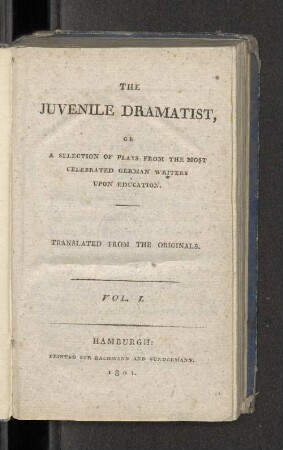 THE
JUVENILE DRAMATIST,
OR
A SELECTION OF PLAYS FROM THE MOST
CELEBRATED GERMAN WRITERS
UPON EDUCATION.
TRANSLATED FROM THE ORIGINALS.
VOL. I.
HAMBURGH:
PRINTED FOR BACHMANN AND GUNDERMANN.
1801.